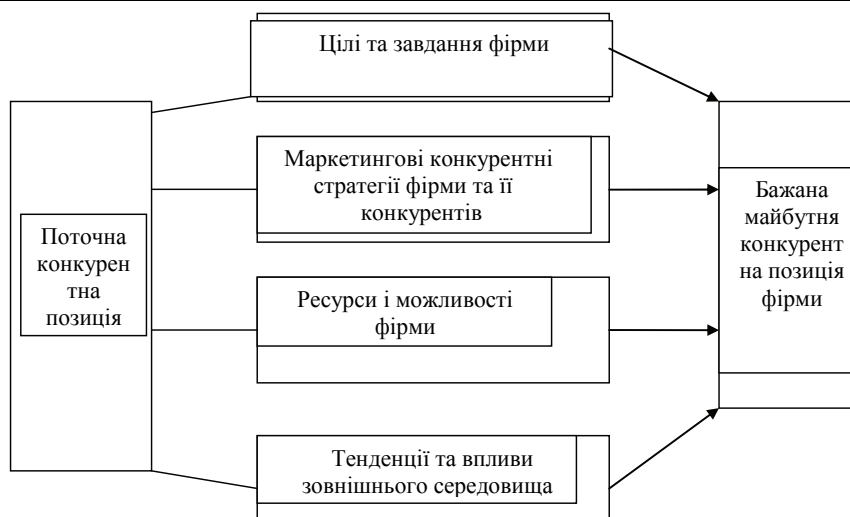 Цілі та завдання фірми
Маркетингові конкурентні
стратегії фірми та її
конкурентів
Поточна
конкурен
тна
позиція
Ресурси і можливості
фірми
Тенденції та впливи
зовнішнього середовища
Бажана
майбутня
конкурент
на позиція
фірми